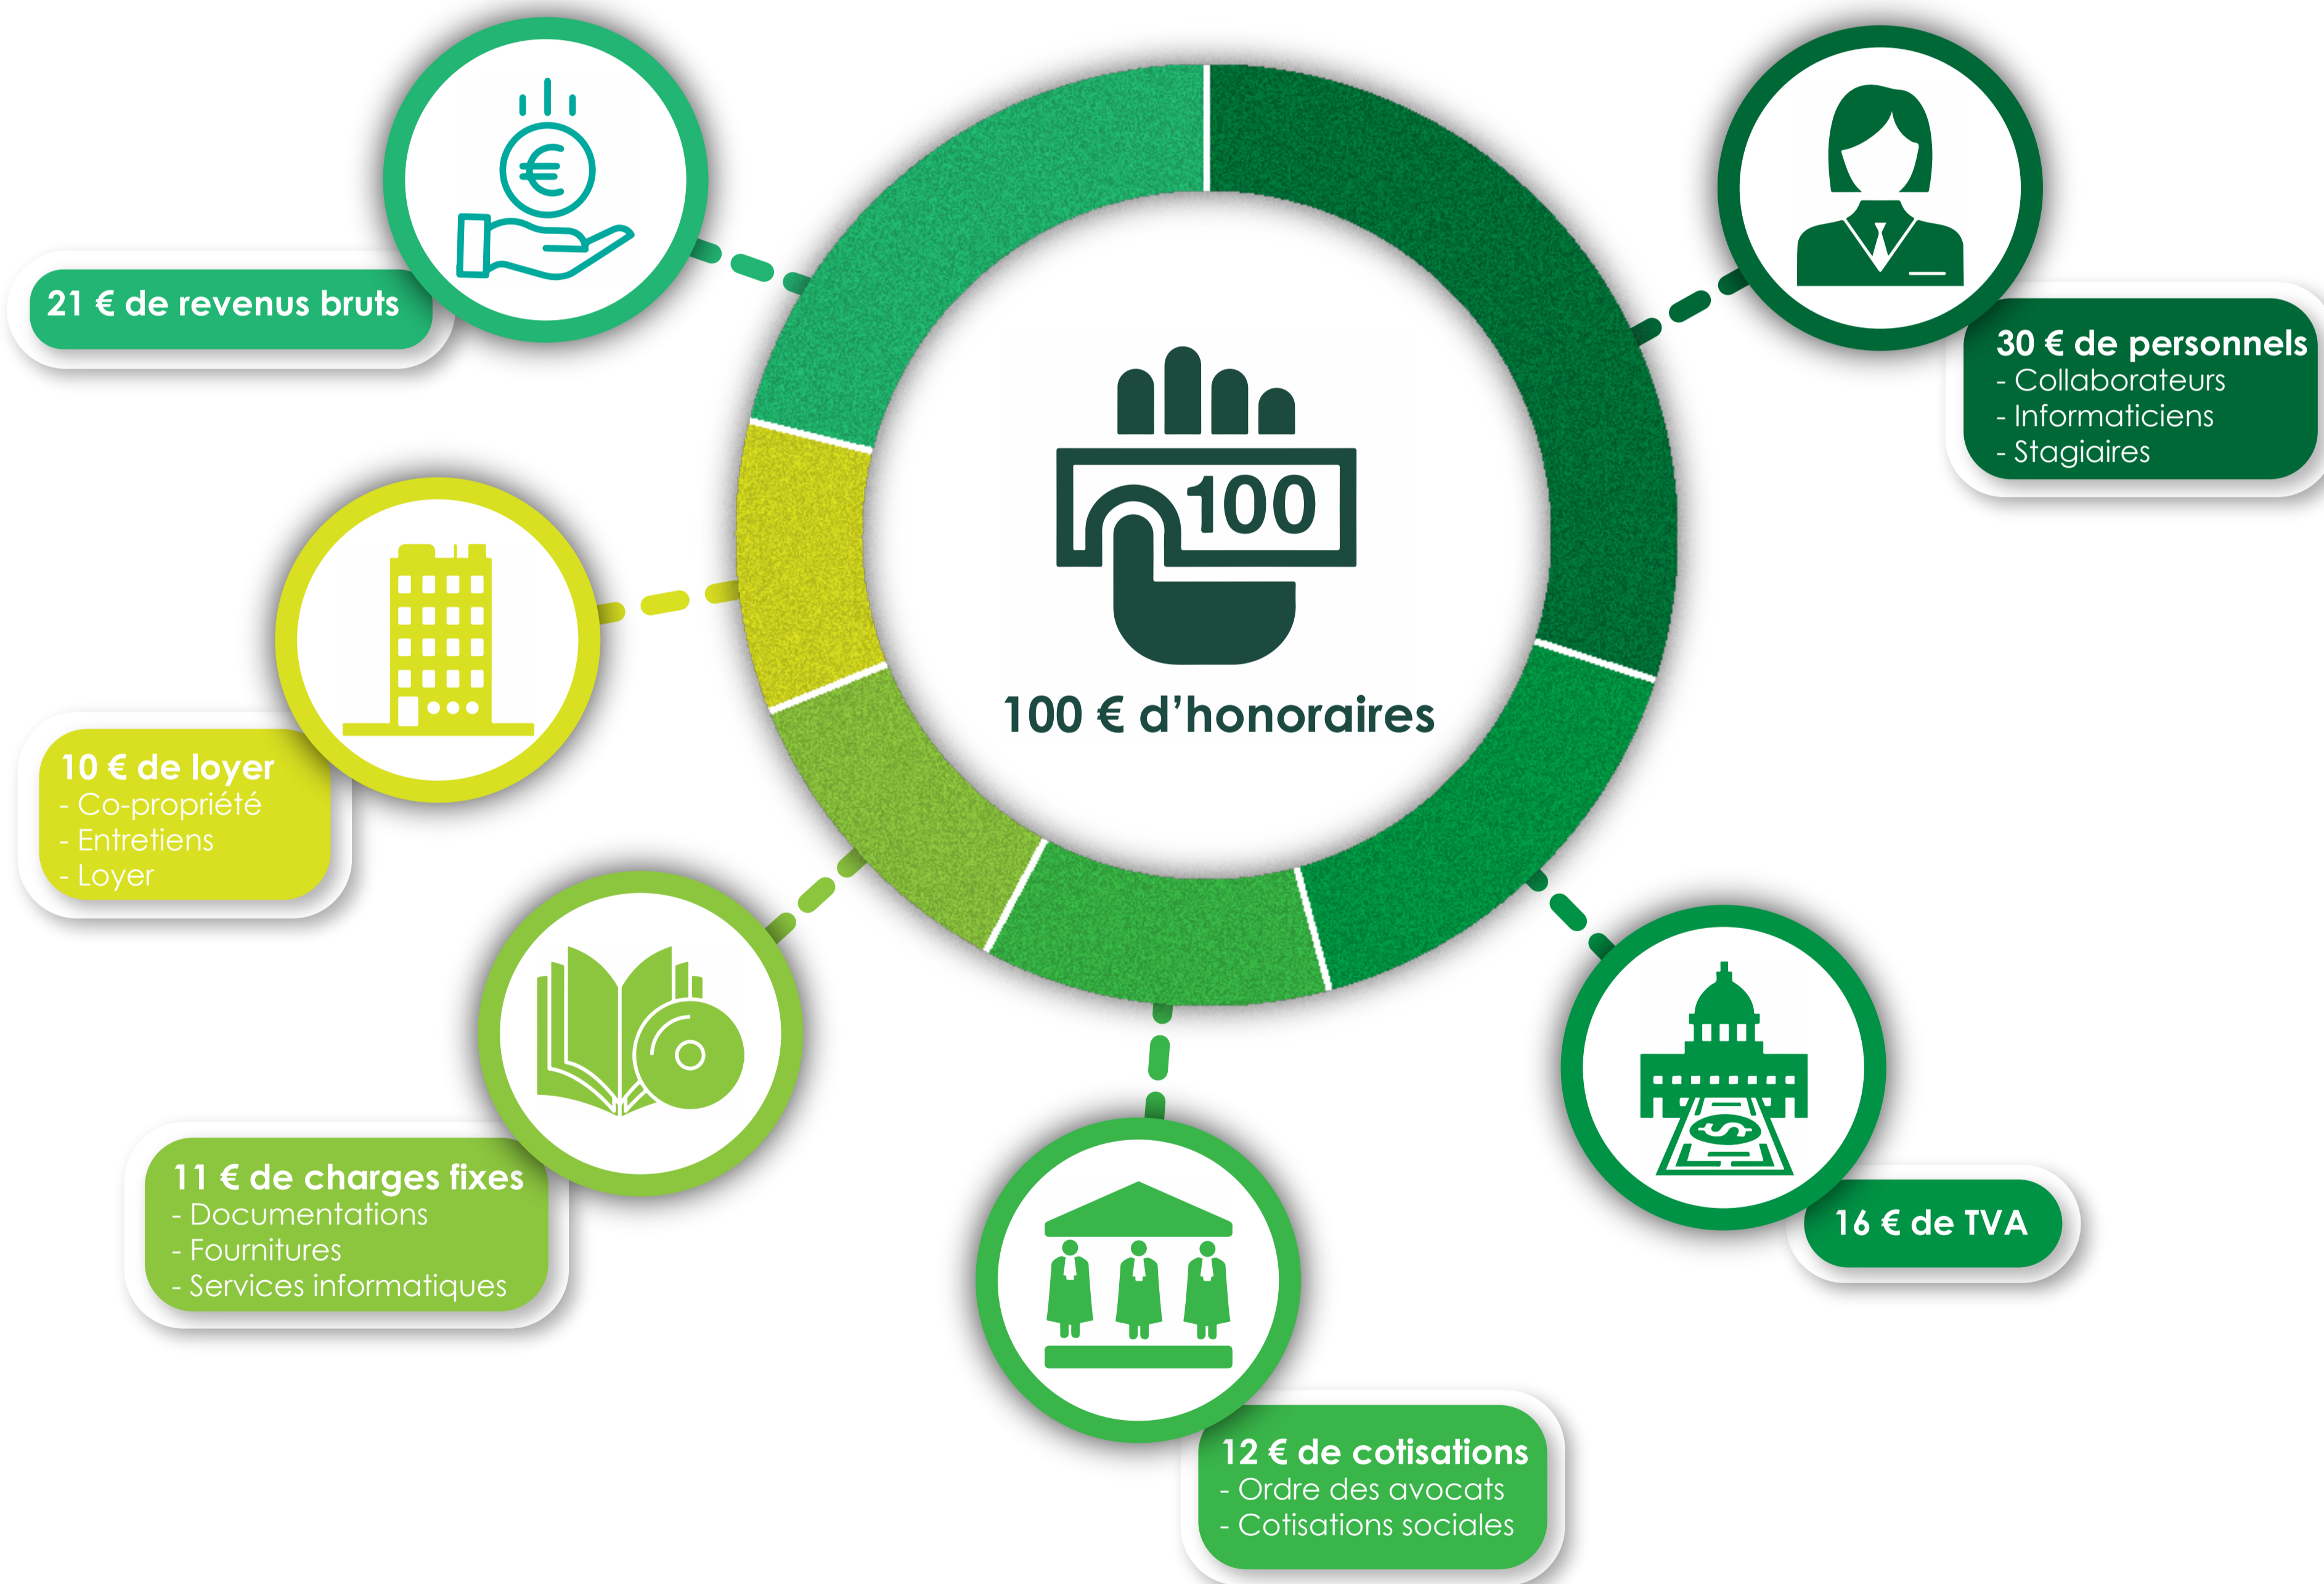 100
100 € d'honoraires
30 € de personnels
- Collaborateurs
- Informaticiens
- Stagiaires
16 € de TVA
12 € de cotisations
- Ordre des avocats
- Cotisations sociales
11 € de charges fixes
- Documentations
- Fournitures
- Services informatiques
10 € de loyer
- Co-propriété
- Entretiens
- Loyer
21 € de revenus bruts